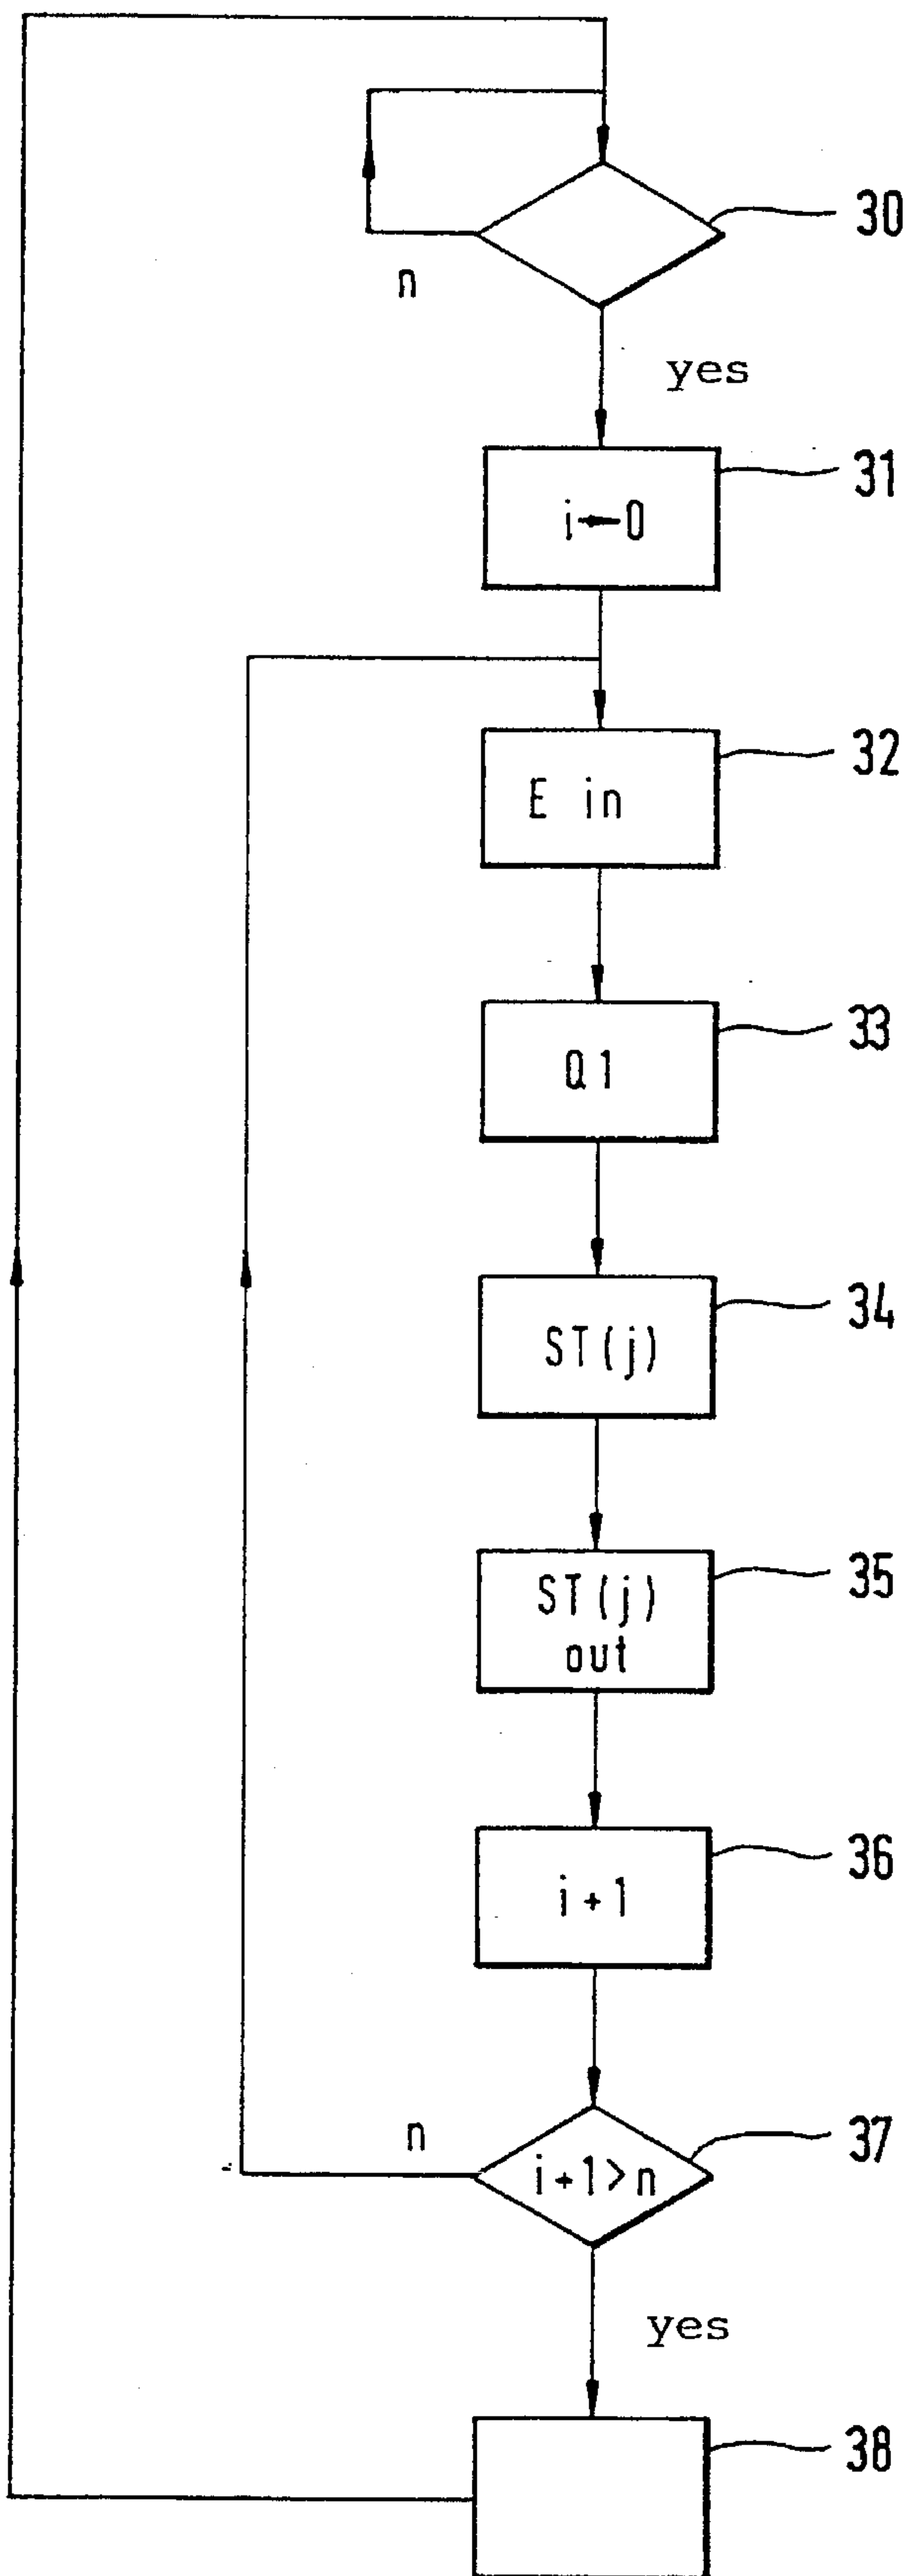 30
n
yes
31
i←0
32
E in
33
Q1
34
ST(j)
35
ST(j)
out
36
i+1
37
n
i+1>n
yes
38